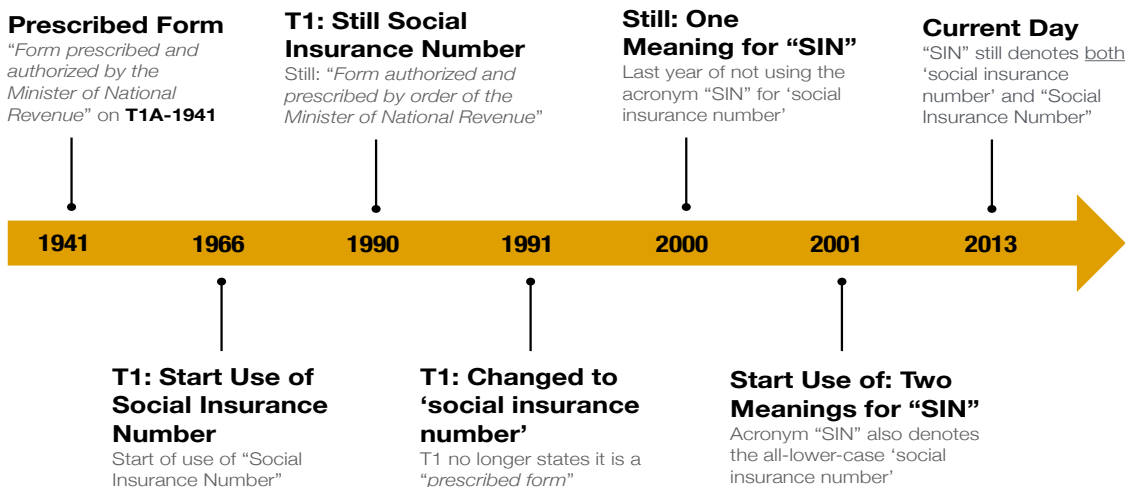 Prescribed Form
“Form prescribed and
authorized by the
Minister of National
Revenue” on T1A-1941
T1: Still Social
Insurance Number
Still: “Form authorized and
prescribed by order of the
Minister of National Revenue”
Still: One
Meaning for “SIN”
Last year of not using the
acronym “SIN” for ‘social
insurance number’
Current Day
“SIN” still denotes both
‘social insurance
number’ and “Social
Insurance Number”
1941 1966 1990 1991 2000 2001 2013
T1: Start Use of
Social Insurance
Number
Start of use of “Social
Insurance Number”
T1: Changed to
‘social insurance
number’
T1 no longer states it is a
“prescribed form”
Start Use of: Two
Meanings for “SIN”
Acronym “SIN” also denotes
the all-lower-case ‘social
insurance number’